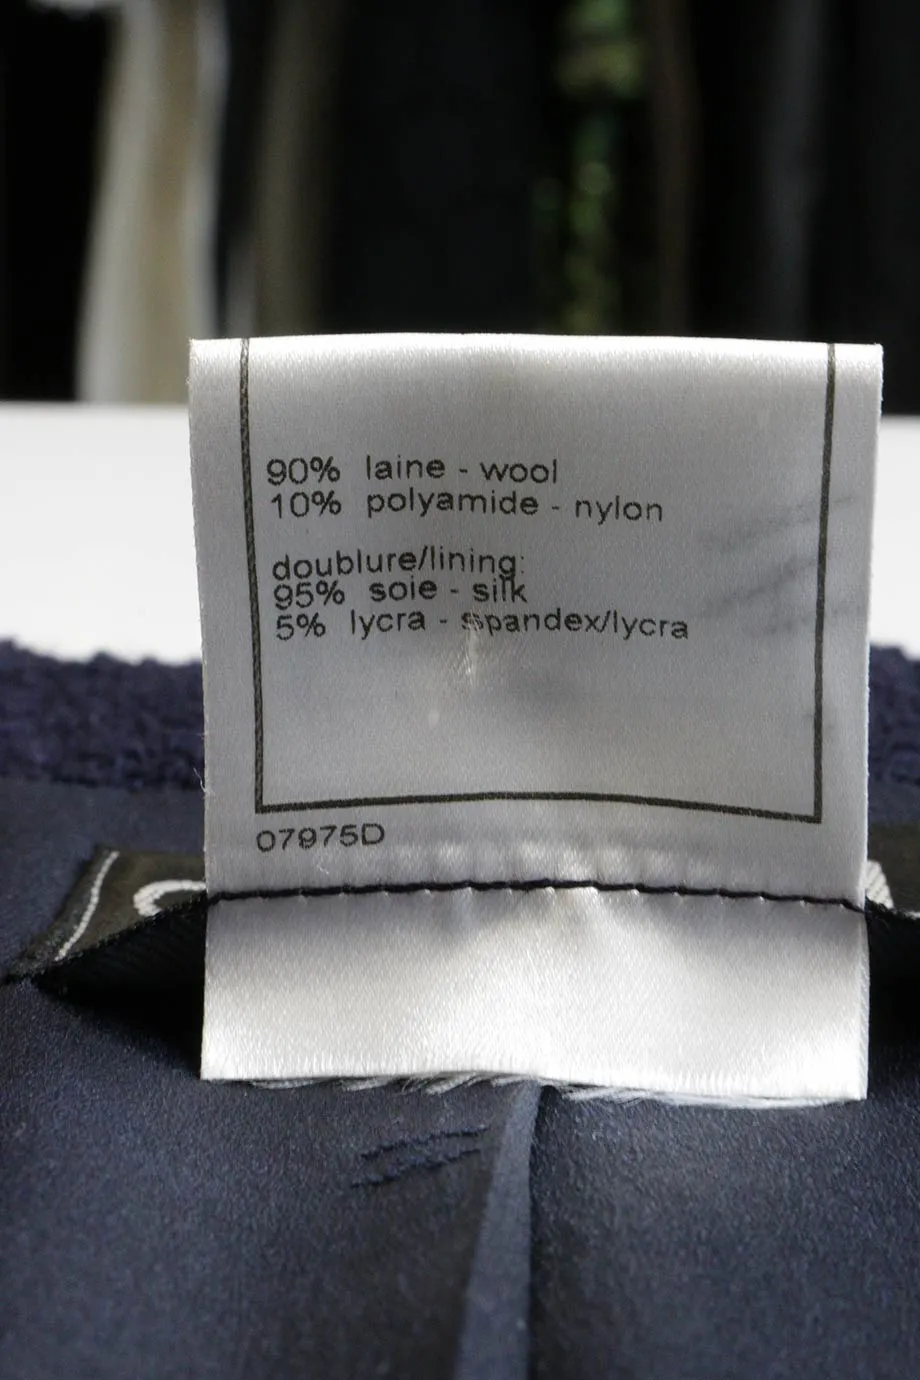 90% laine - wool
10% polyamide - nylon
doublure/lining:
95% soie - silk
5% lycra - spandex/lycra
07975D